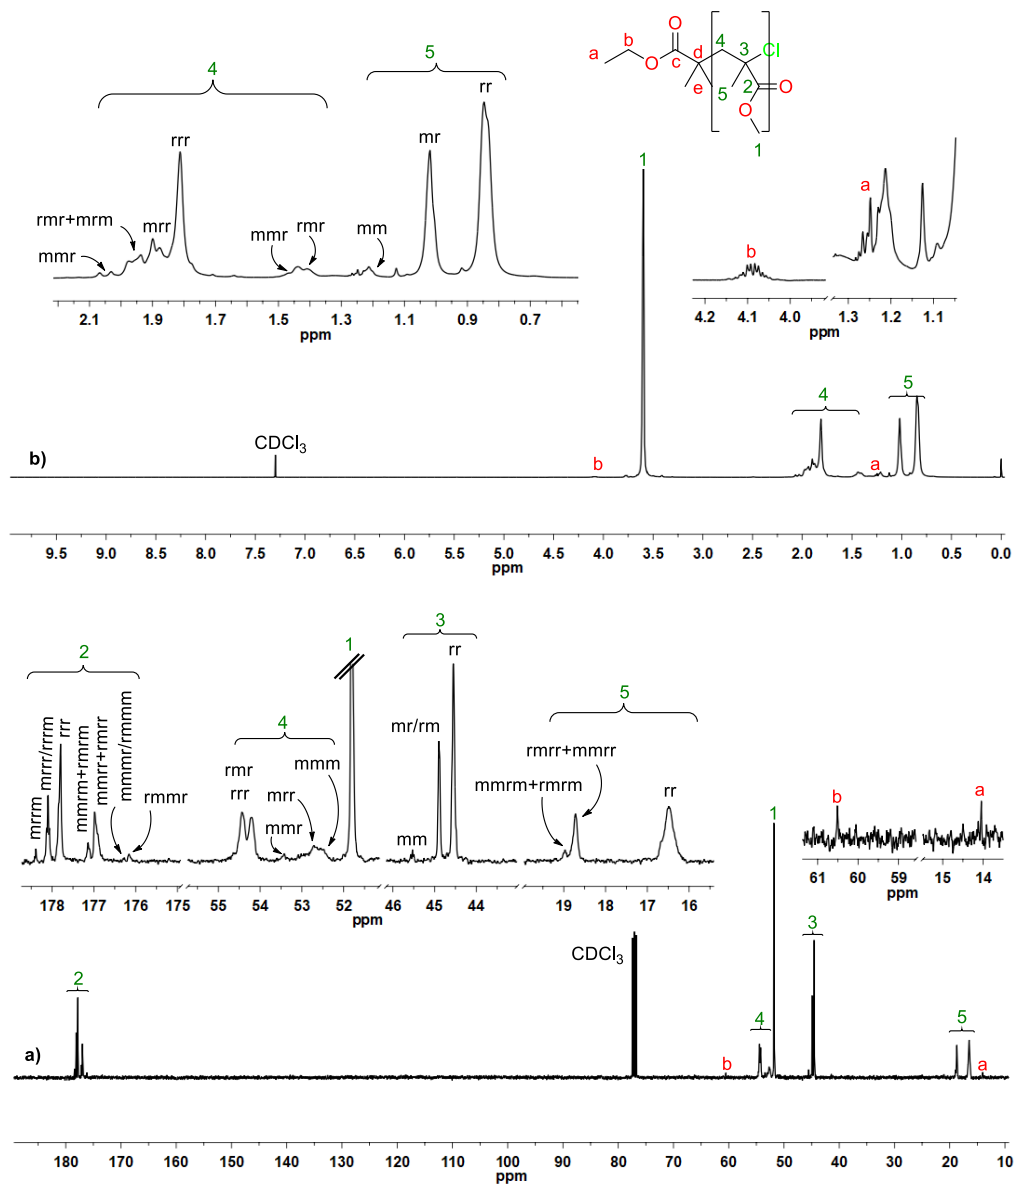 4
5
rr
rrr
mr
rmr+mrm
mrr
mmr
mmr
rmr
mm
2.1 1.9 1.7 1.5 1.3 1.1 0.9 0.7
ppm
O
b
a
O
c
d
e
4
3
Cl
5
2
O
O
1
1
a
b
4.2 4.1 4.0 1.3 1.2 1.1
ppm
4
5
CDCl3
b)
b
a
9.5 9.0 8.5 8.0 7.5 7.0 6.5 6.0 5.5 5.0 4.5 4.0 3.5 3.0 2.5 2.0 1.5 1.0 0.5 0.0
ppm
2
mrrm
mrrr/rrrm
rrr
mmrm+rmrm
mmrr+rmrr
mmmr/rmmm
rmmr
4
rmr
rrr
mmr
mrr
mmm
1
3
rr
mr/rm
mm
5
rmrr+mmrr
mmrm+rmrm
rr
178 177 176 175 55 54 53 52 46 45 44 19 18 17 16
ppm
b
a
61 60 59 15 14
ppm
2
CDCl3
1
3
4
5
a)
b
a
180 170 160 150 140 130 120 110 100 90 80 70 60 50 40 30 20 10
ppm